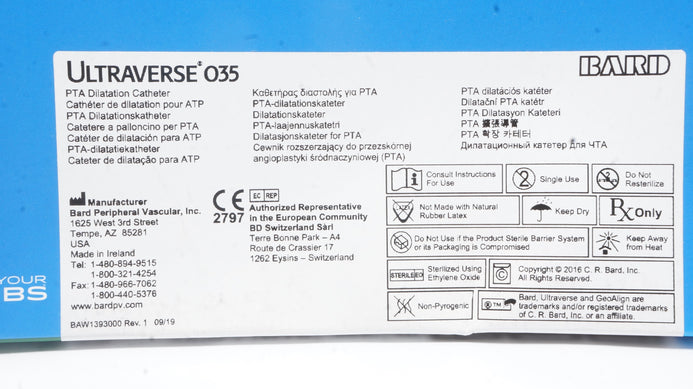 ULTRAVERSE® 035
BARD
PTA Dilatation Catheter
Cathéter de dilatation pour ATP
PTA Dilatationskatheter
Catetere a palloncino per PTA
Catéter de dilatación para ATP
PTA-dilatatiekatheter
Cateter de dilatação para ATP
Καθετήρας διαστολής για PTA
PTA-dilatationskateter
Dilatationskateter
PTA-laajennuskatetri
Dilatasjonskateter for PTA
Cewnik rozszerzający do przezskórnej
angioplastyki śródnaczyniowej (PTA)
PTA dilatációs katéter
Dilatační PTA katétr
PTA Dilatasyon Kateteri
PTA 擴張導管
PTA 확장 카테터
Дилатационный катетер для ЧТА
Manufacturer
Bard Peripheral Vascular, Inc.
1625 West 3rd Street
Tempe, AZ 85281
USA
Made in Ireland
Tel: 1-480-894-9515
1-800-321-4254
Fax: 1-480-966-7062
1-800-440-5376
www.bardpv.com
BAW1393000 Rev. 1 09/19
CE
2797
EC REP
Authorized Representative
in the European Community
BD Switzerland Sàrl
Terre Bonne Park – A4
Route de Crassier 17
1262 Eysins – Switzerland
Consult Instructions
For Use
2
Single Use
2
Do Not
Resterilize
Not Made with Natural
Rubber Latex
Keep Dry
Rx Only
Do Not Use if the Product Sterile Barrier System
or its Packaging is Compromised
Keep Away
from Heat
STERILE EO
Sterilized Using
Ethylene Oxide
Copyright © 2016 C. R. Bard, Inc.
All Rights Reserved.
Non-Pyrogenic
®™
Bard, Ultraverse and GeoAlign are
trademarks and/or registered trademarks
of C. R. Bard, Inc. or an affiliate.
YOUR
BS